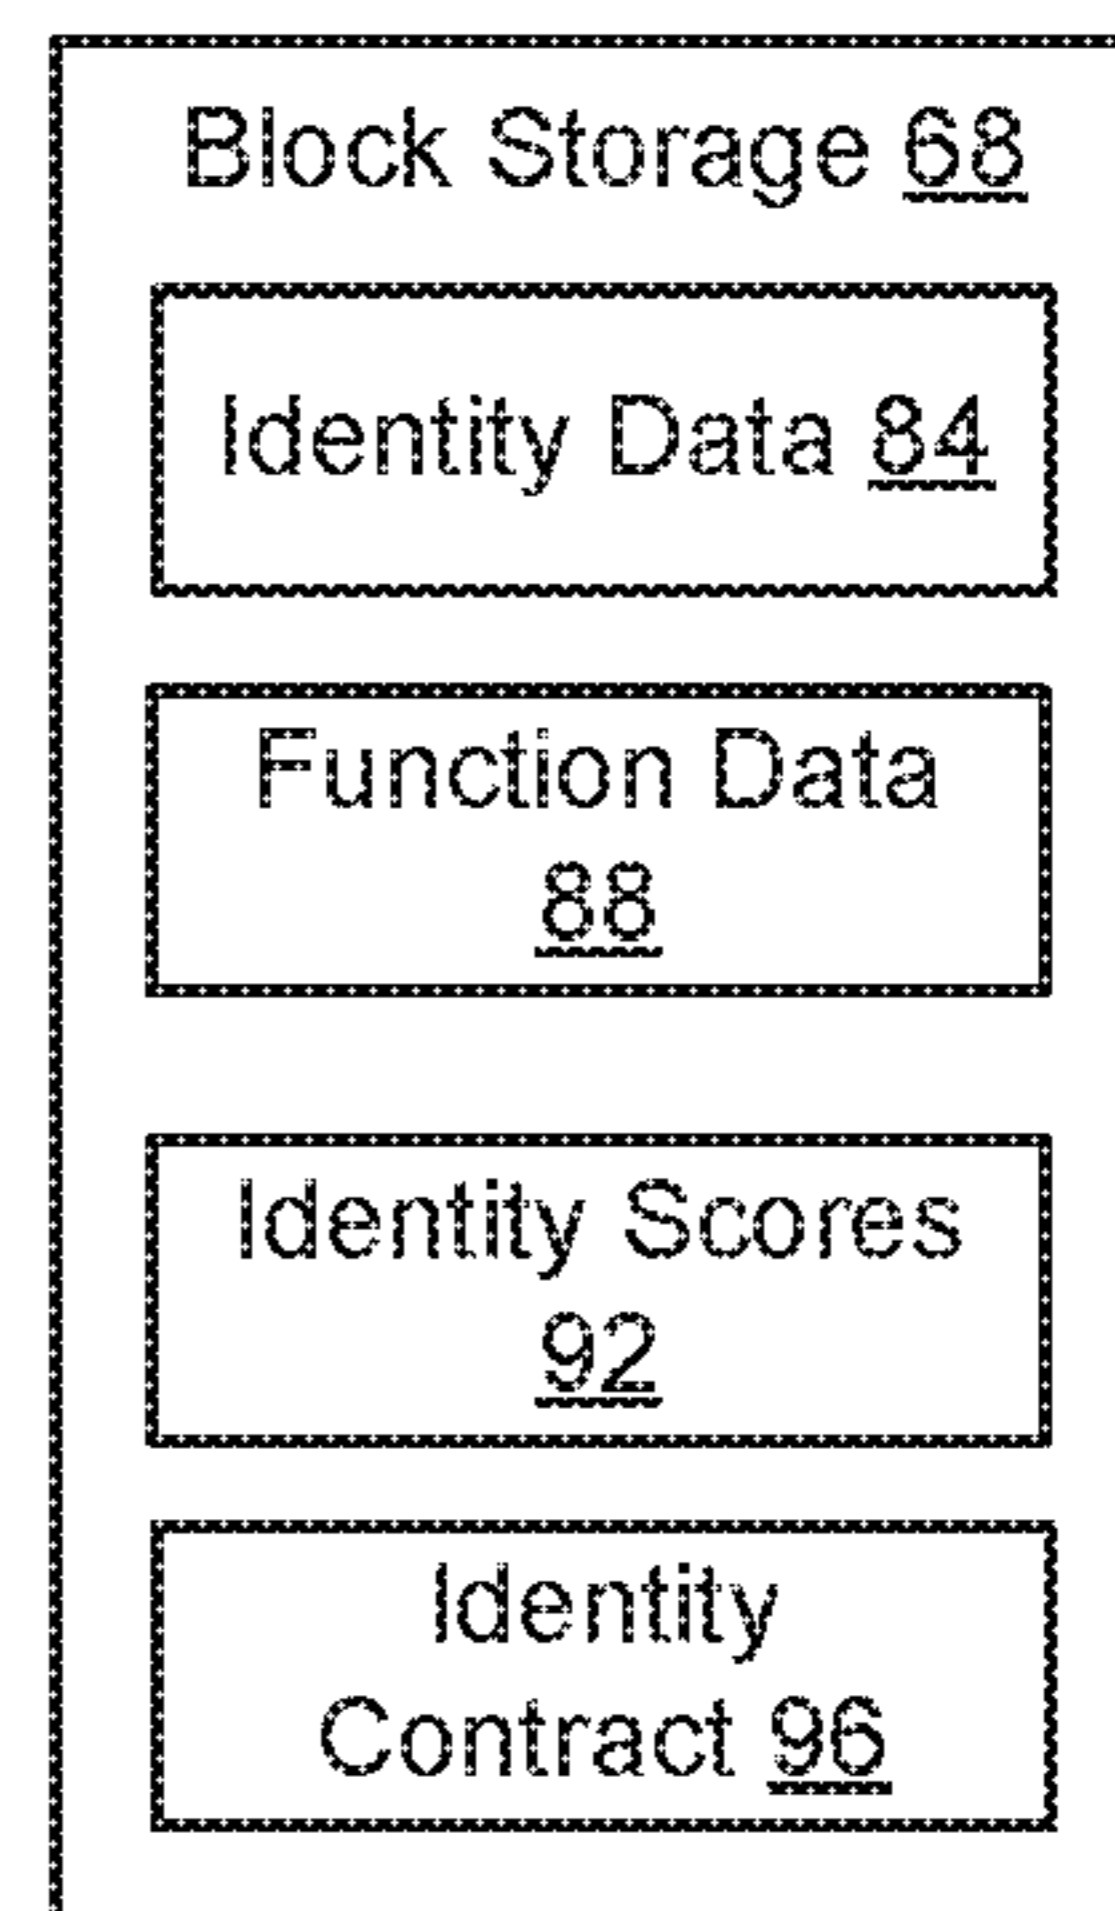 Block Storage 68
Identity Data 84
Function Data
88
Identity Scores
92
Identity
Contract 96